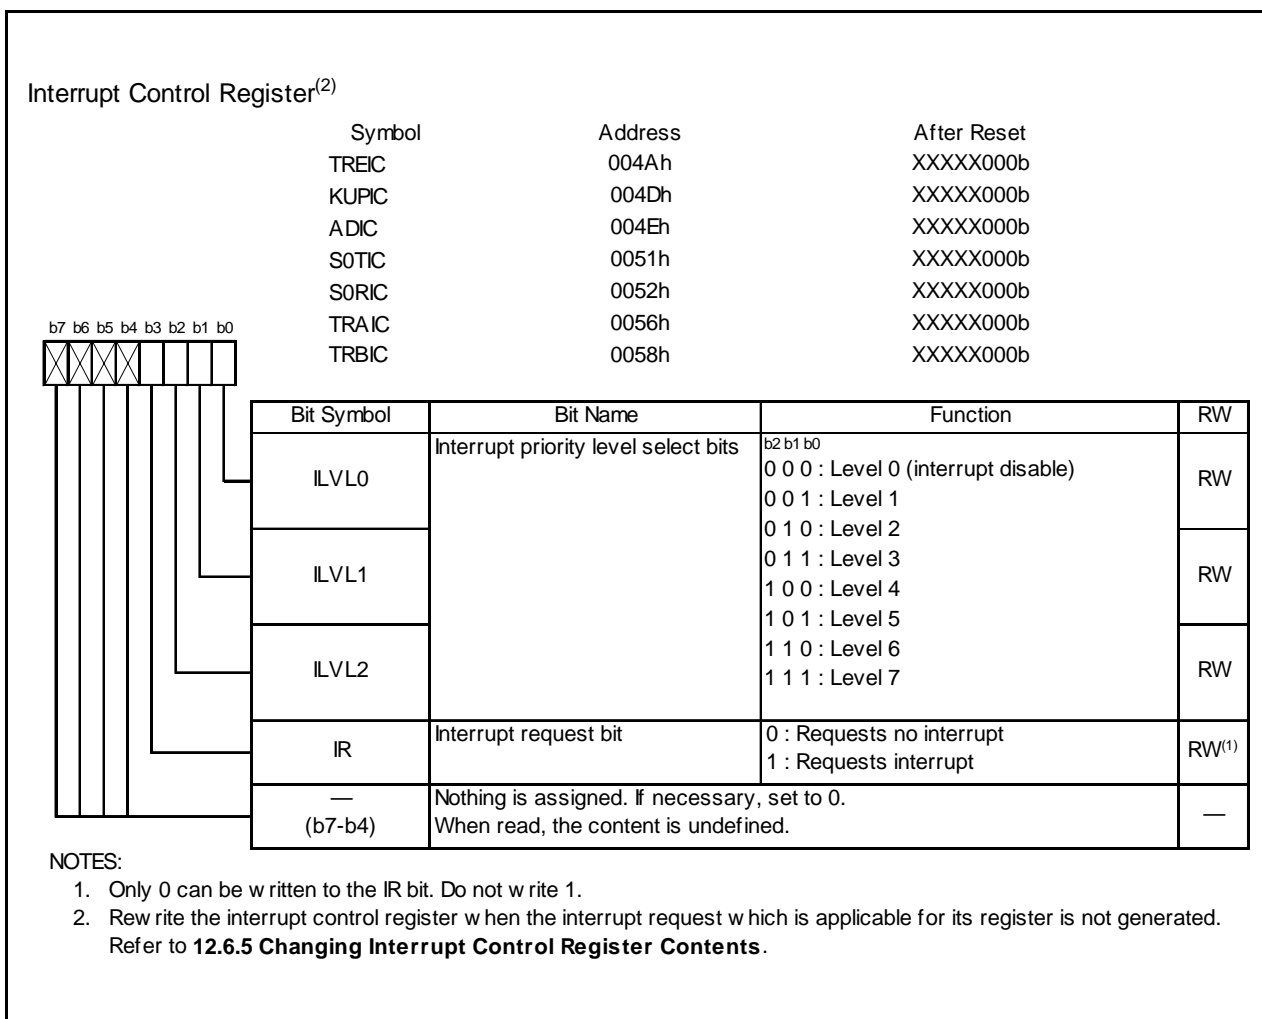 Interrupt Control Register(2)
Symbol Address After Reset
TREIC 004Ah XXXXX000b
KUPIC 004Dh XXXXX000b
ADIC 004Eh XXXXX000b
S0TIC 0051h XXXXX000b
S0RIC 0052h XXXXX000b
TRAIC 0056h XXXXX000b
TRBIC 0058h XXXXX000b
b7 b6 b5 b4 b3 b2 b1 b0
Bit Symbol Bit Name Function RW
ILVL0 Interrupt priority level select bits b2 b1 b0
0 0 0 : Level 0 (interrupt disable) RW
0 0 1 : Level 1
0 1 0 : Level 2
ILVL1 0 1 1 : Level 3 RW
1 0 0 : Level 4
1 0 1 : Level 5
ILVL2 1 1 0 : Level 6 RW
1 1 1 : Level 7
IR Interrupt request bit 0 : Requests no interrupt RW(1)
1 : Requests interrupt
— Nothing is assigned. If necessary, set to 0. —
(b7-b4) When read, the content is undefined.
NOTES:
1. Only 0 can be written to the IR bit. Do not write 1.
2. Rewrite the interrupt control register when the interrupt request which is applicable for its register is not generated.
Refer to 12.6.5 Changing Interrupt Control Register Contents.